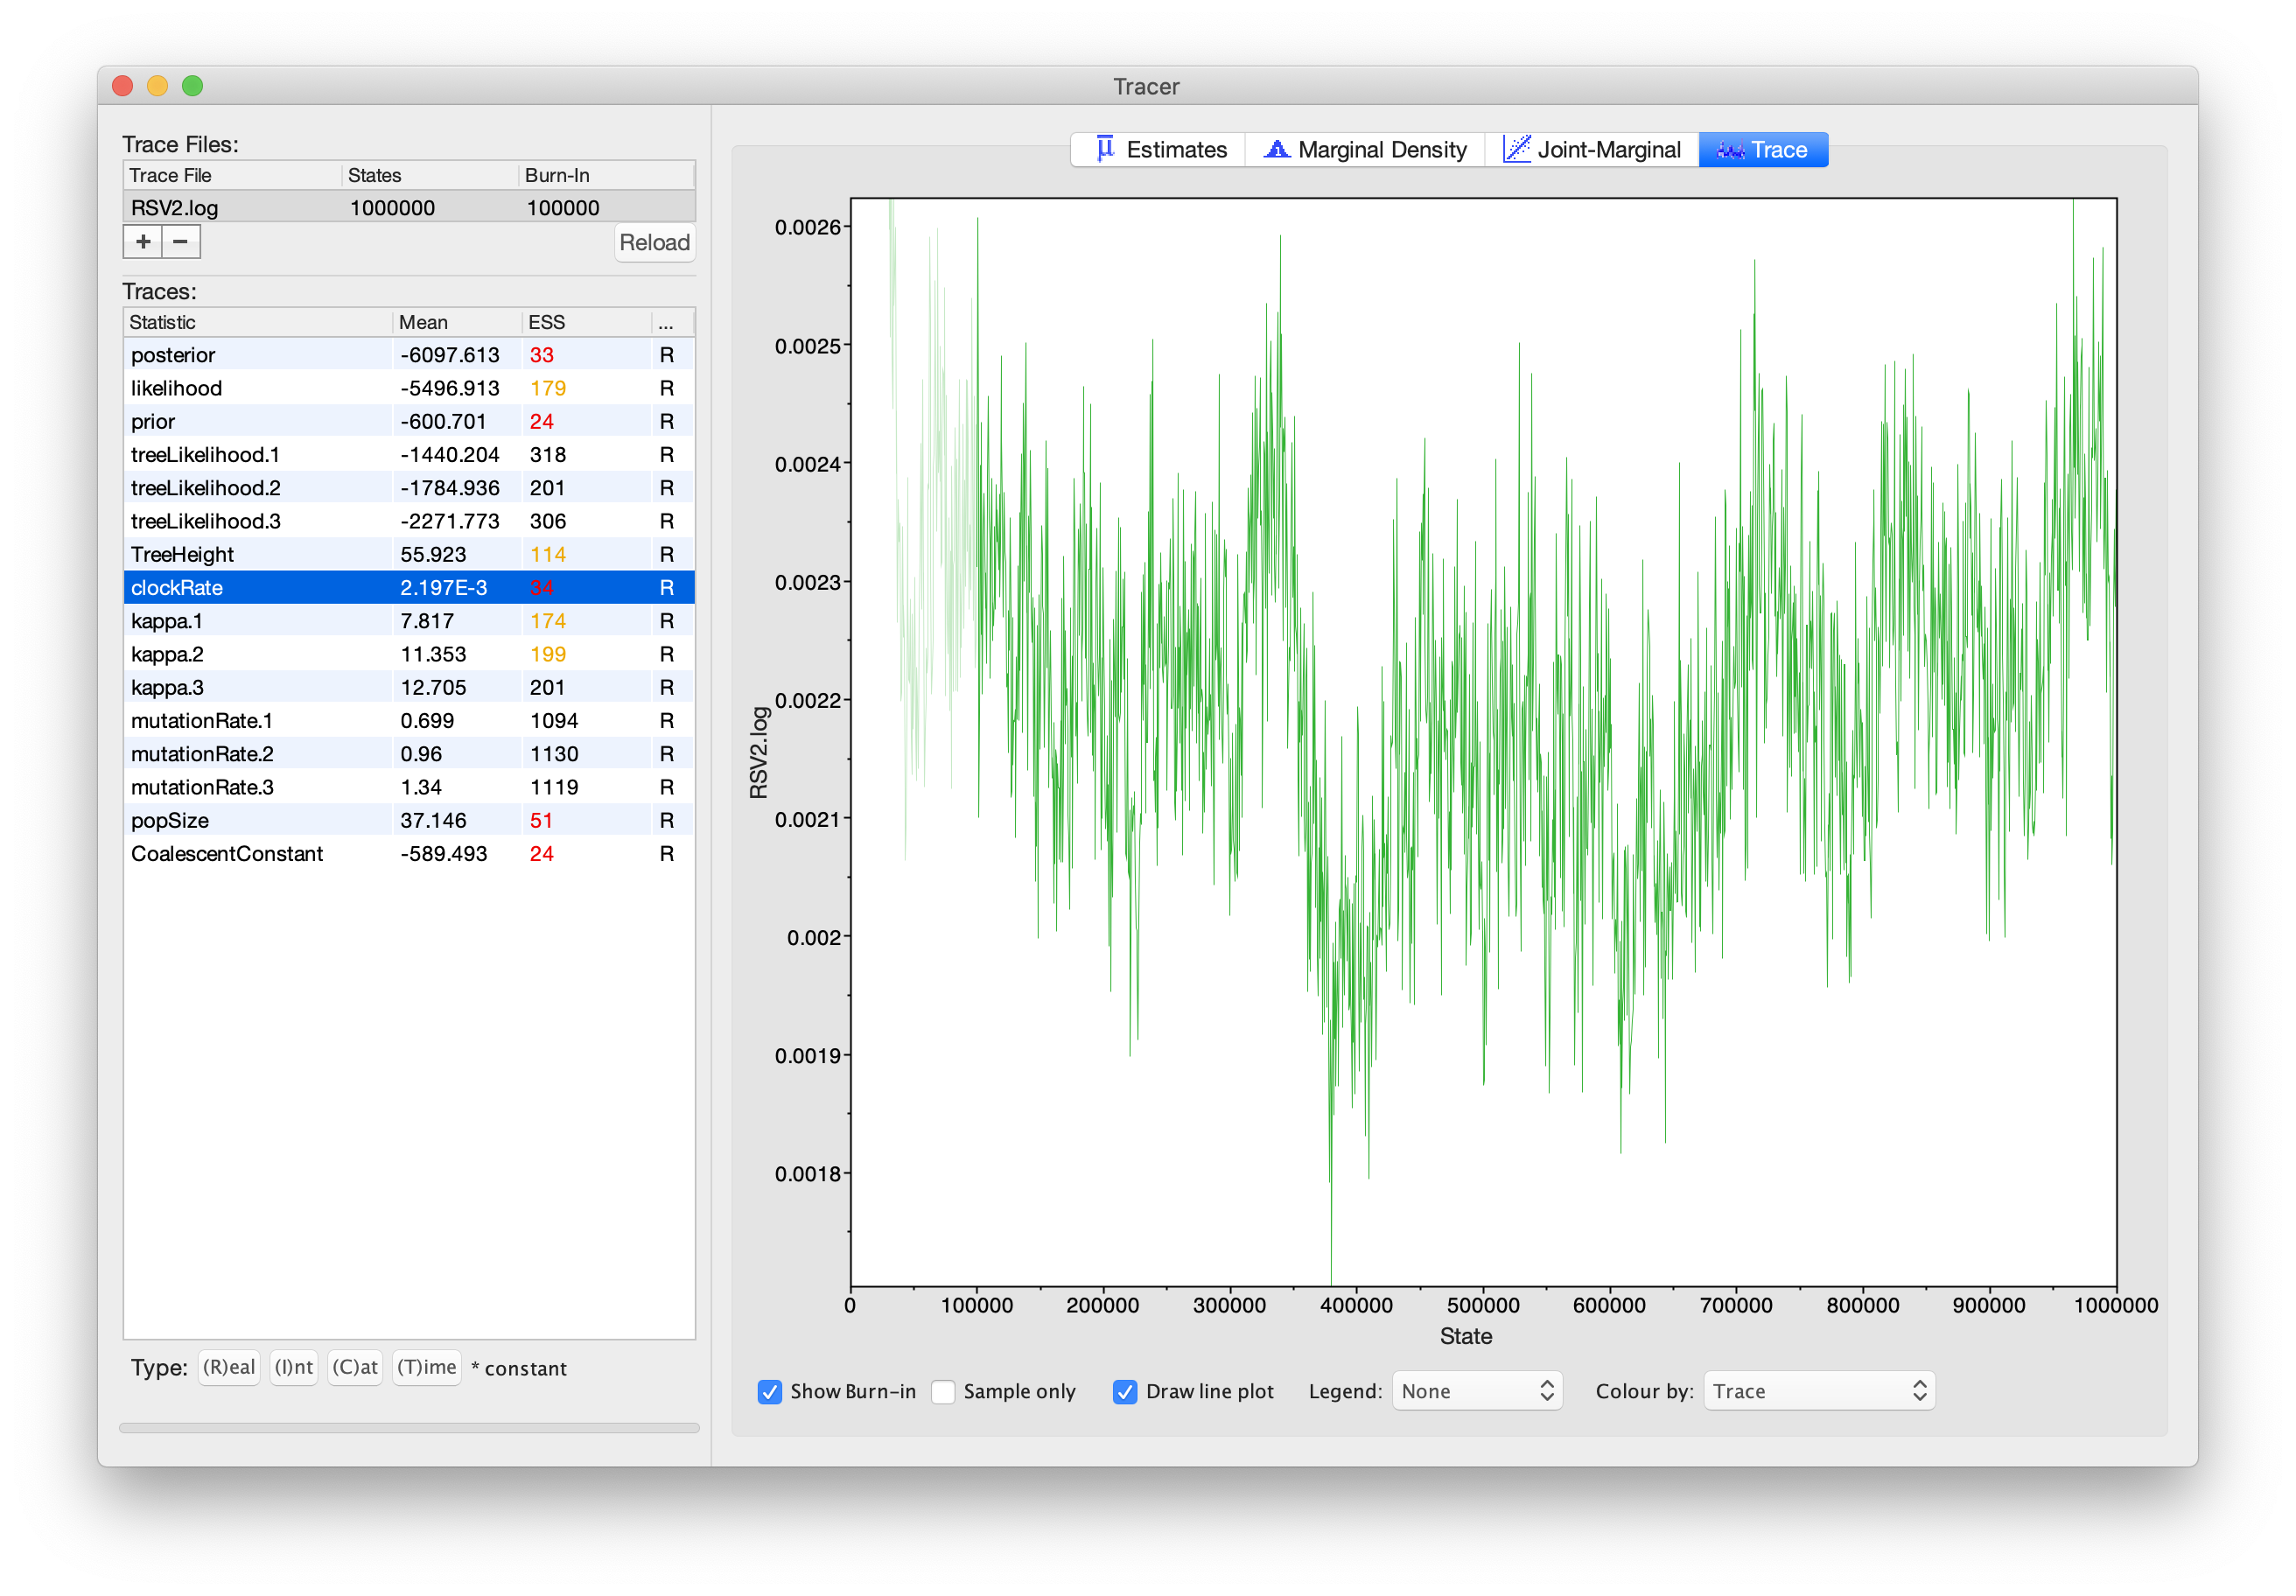 Tracer
Trace Files:
Trace File States Burn-In
RSV2.log 1000000 100000
+ − Reload
Traces:
Statistic Mean ESS ...
posterior -6097.613 33 R
likelihood -5496.913 179 R
prior -600.701 24 R
treeLikelihood.1 -1440.204 318 R
treeLikelihood.2 -1784.936 201 R
treeLikelihood.3 -2271.773 306 R
TreeHeight 55.923 114 R
clockRate 2.197E-3 34 R
kappa.1 7.817 174 R
kappa.2 11.353 199 R
kappa.3 12.705 201 R
mutationRate.1 0.699 1094 R
mutationRate.2 0.96 1130 R
mutationRate.3 1.34 1119 R
popSize 37.146 51 R
CoalescentConstant -589.493 24 R
Type: (R)eal (I)nt (C)at (T)ime * constant
μ Estimates Marginal Density Joint-Marginal Trace
0.0026
0.0025
0.0024
0.0023
0.0022
0.0021
0.002
0.0019
0.0018
RSV2.log
0 100000 200000 300000 400000 500000 600000 700000 800000 900000 1000000
State
Show Burn-in Sample only Draw line plot Legend: None Colour by: Trace